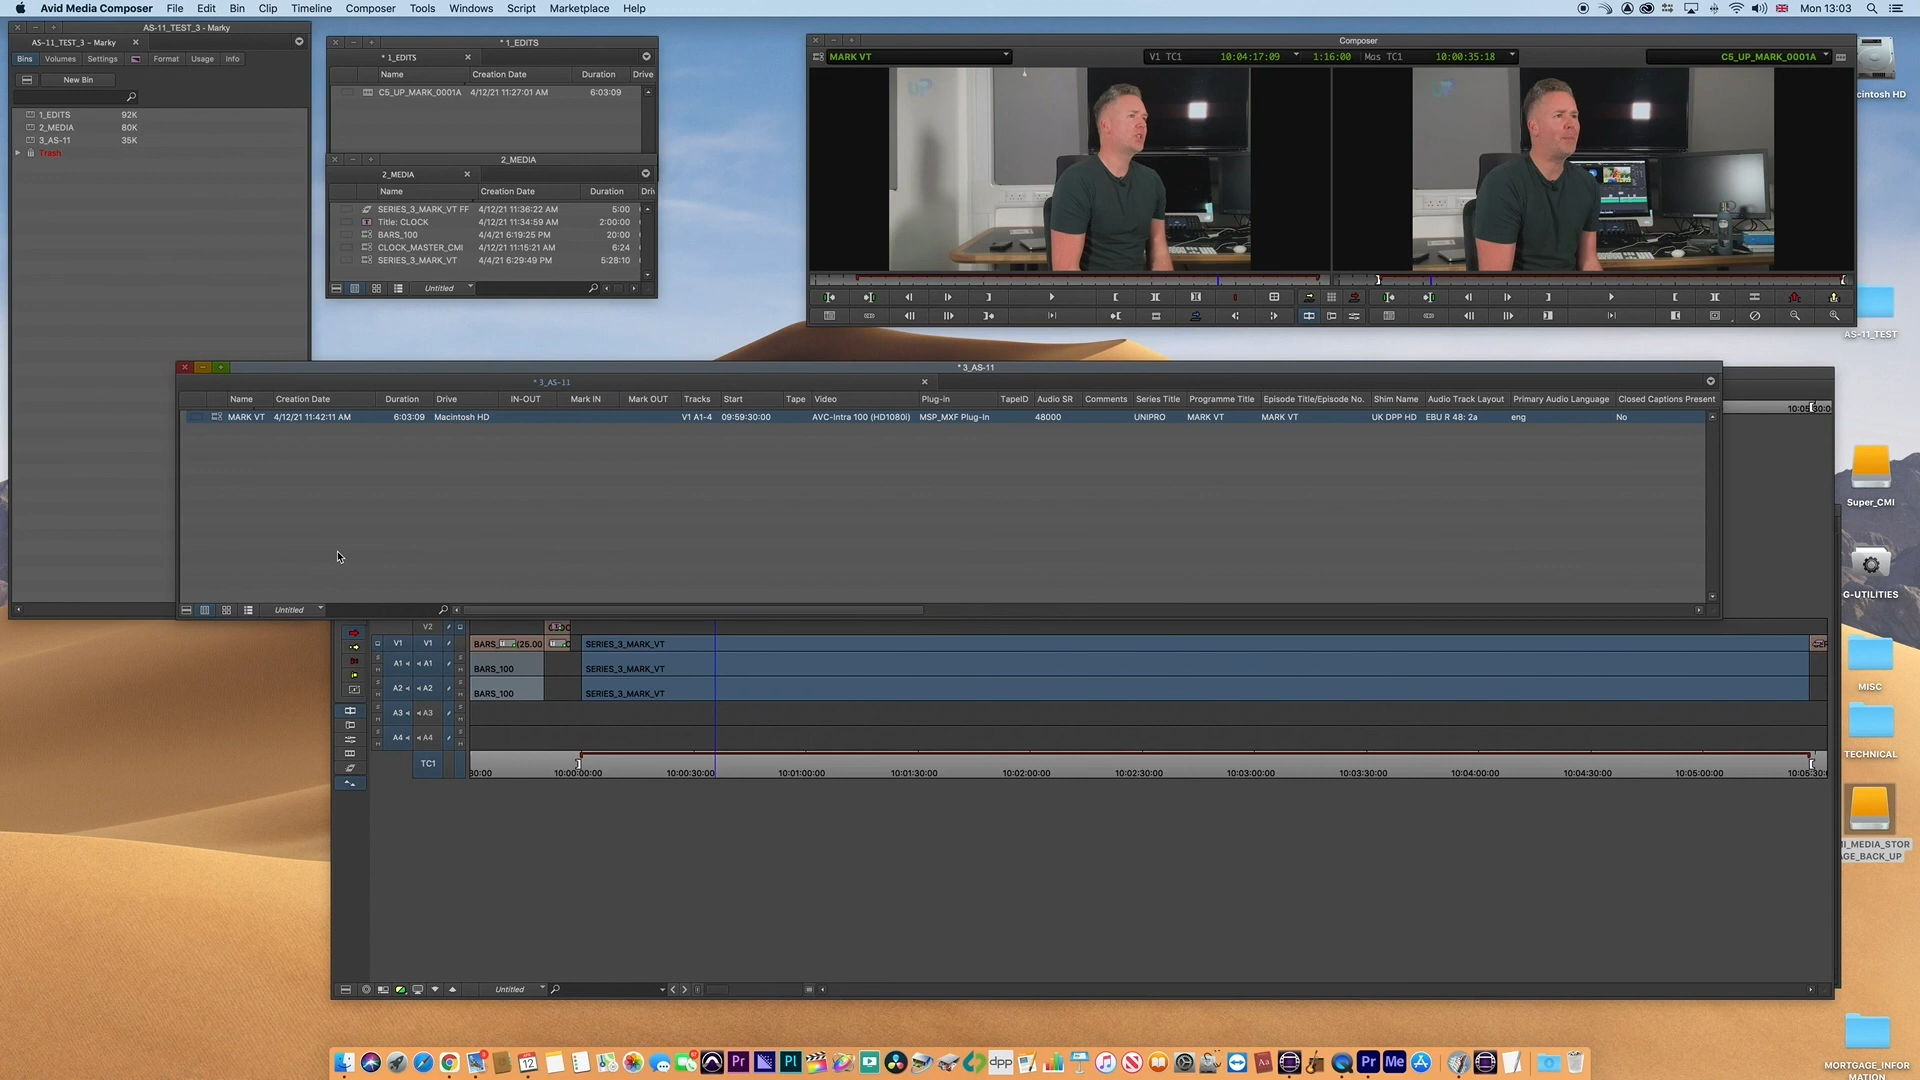 Avid Media Composer File Edit Bin Clip Timeline Composer Tools Windows Script Marketplace Help Mon 13:03
AS-11_TEST_3 - Marky
AS-11_TEST_3 - Marky
Bins Volumes Settings Format Usage Info
New Bin
1_EDITS 92K
2_MEDIA 80K
3_AS-11 35K
Trash
* 1_EDITS
* 1_EDITS
Name Creation Date Duration Drive
C5_UP_MARK_0001A 4/12/21 11:27:01 AM 6:03:09
2_MEDIA
2_MEDIA
Name Creation Date Duration Driv
SERIES_3_MARK_VT FF 4/12/21 11:36:22 AM 5:00
Title: CLOCK 4/12/21 11:34:59 AM 2:00:00
BARS_100 4/4/21 6:19:25 PM 20:00
CLOCK_MASTER_CMI 4/12/21 11:15:21 AM 6:24
SERIES_3_MARK_VT 4/4/21 6:29:49 PM 5:28:10
Untitled
Composer
MARK VT V1 TC1 10:04:17:09 1:16:00 Mas TC1 10:00:35:18 C5_UP_MARK_0001A
UP
cintosh HD
AS-11_TEST
* 3_AS-11
* 3_AS-11
Name Creation Date Duration Drive IN-OUT Mark IN Mark OUT Tracks Start Tape Video Plug-in TapeID Audio SR Comments Series Title Programme Title Episode Title/Episode No. Shim Name Audio Track Layout Primary Audio Language Closed Captions Present
MARK VT 4/12/21 11:42:11 AM 6:03:09 Macintosh HD V1 A1-4 09:59:30:00 AVC-Intra 100 (HD1080i) MSP_MXF Plug-In 48000 UNIPRO MARK VT MARK VT UK DPP HD EBU R 48: 2a eng No
Untitled
Super_CMI
G-UTILITIES
MISC
TECHNICAL
I_MEDIA_STOR
AGE_BACK_UP
MORTGAGE_INFOR
MATION
V2
V1 V1 BARS_ (25.00 SERIES_3_MARK_VT
A1 A1 BARS_100 SERIES_3_MARK_VT
A2 A2 BARS_100 SERIES_3_MARK_VT
A3 A3
A4 A4
TC1
30:00 10:00:00:00 10:00:30:00 10:01:00:00 10:01:30:00 10:02:00:00 10:02:30:00 10:03:00:00 10:03:30:00 10:04:00:00 10:04:30:00 10:05:00:00 10:05:30:0
Untitled
Pr Pl dpp Aa Pr Me